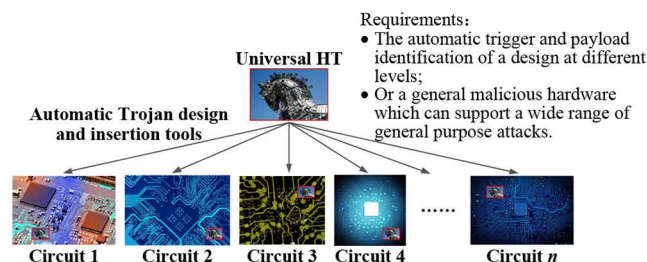 Requirements：
• The automatic trigger and payload
identification of a design at different
levels;
• Or a general malicious hardware
which can support a wide range of
general purpose attacks.
Universal HT
Automatic Trojan design
and insertion tools
......
Circuit 1
Circuit 2
Circuit 3
Circuit 4
Circuit n